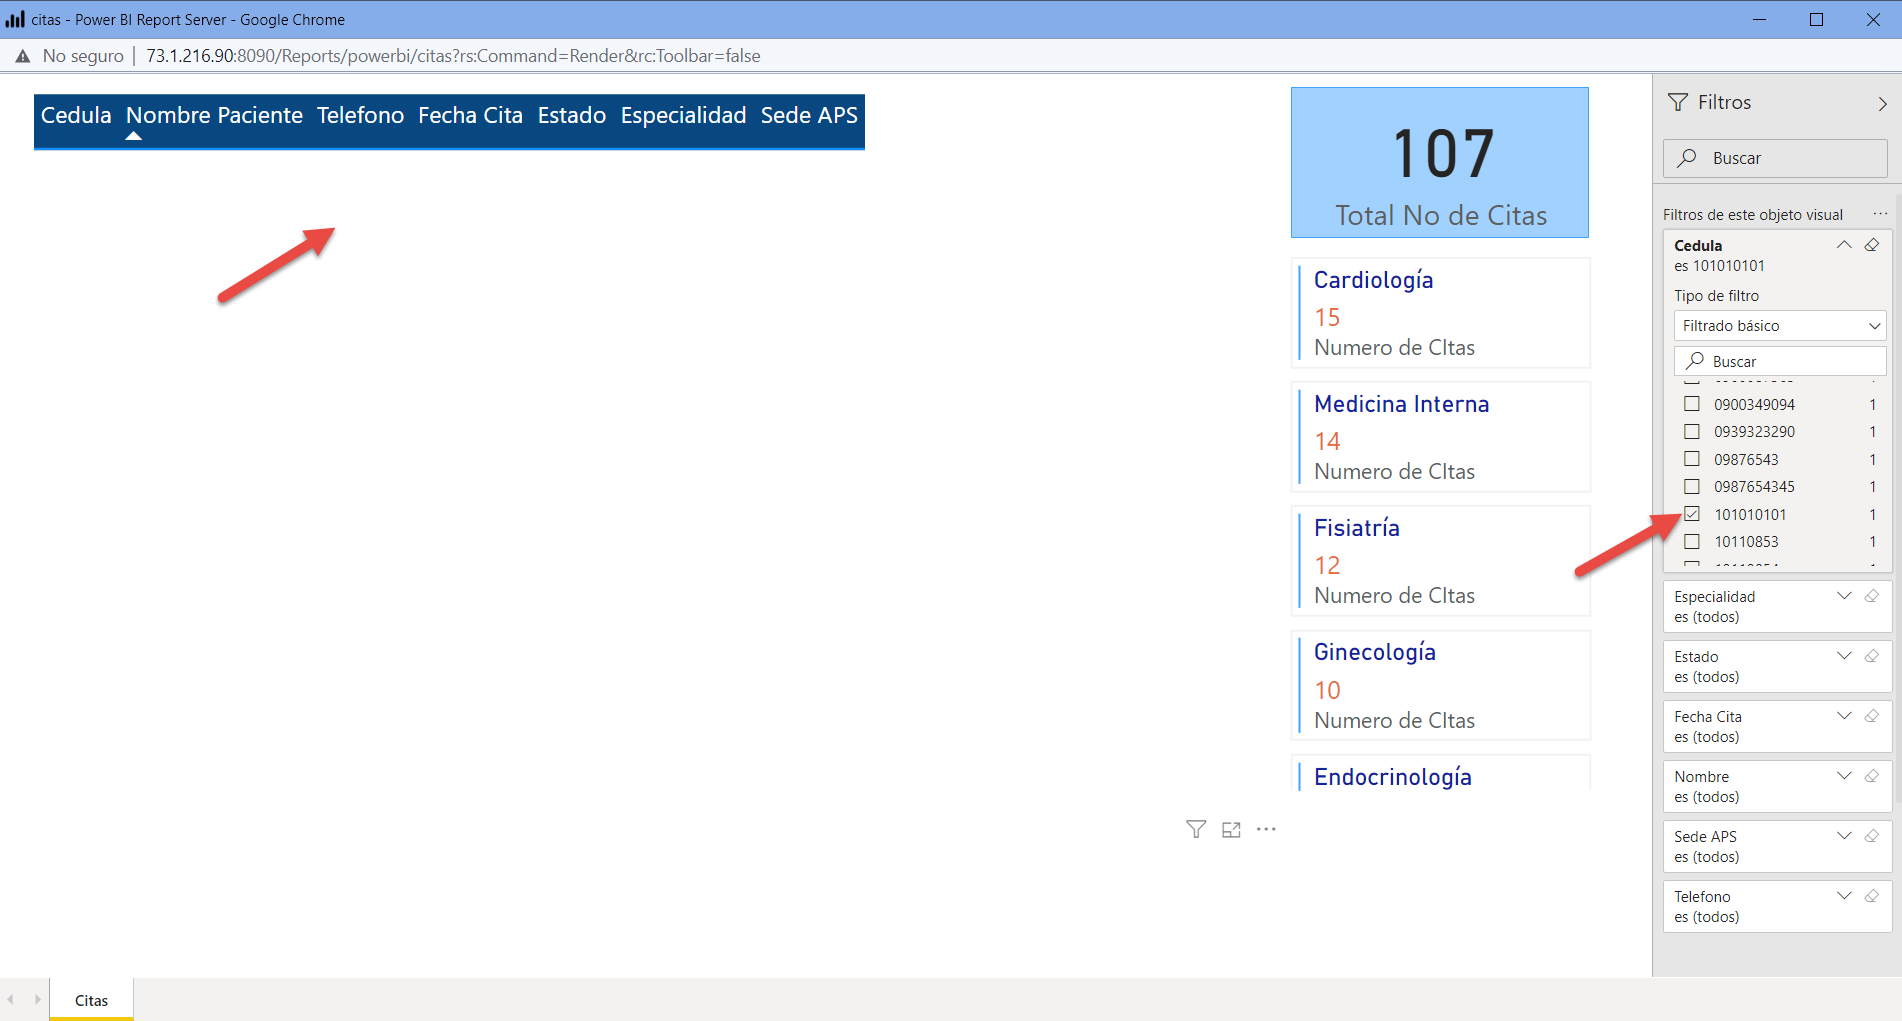 citas - Power BI Report Server - Google Chrome
No seguro | 73.1.216.90:8090/Reports/powerbi/citas?rs:Command=Render&rc:Toolbar=false
Cedula Nombre Paciente Telefono Fecha Cita Estado Especialidad Sede APS
107
Total No de Citas
Cardiología
15
Numero de CItas
Medicina Interna
14
Numero de CItas
Fisiatría
12
Numero de CItas
Ginecología
10
Numero de CItas
Endocrinología
Filtros
Buscar
Filtros de este objeto visual
Cedula
es 101010101
Tipo de filtro
Filtrado básico
Buscar
0900349094 1
0939323290 1
09876543 1
0987654345 1
101010101 1
10110853 1
Especialidad
es (todos)
Estado
es (todos)
Fecha Cita
es (todos)
Nombre
es (todos)
Sede APS
es (todos)
Telefono
es (todos)
Citas